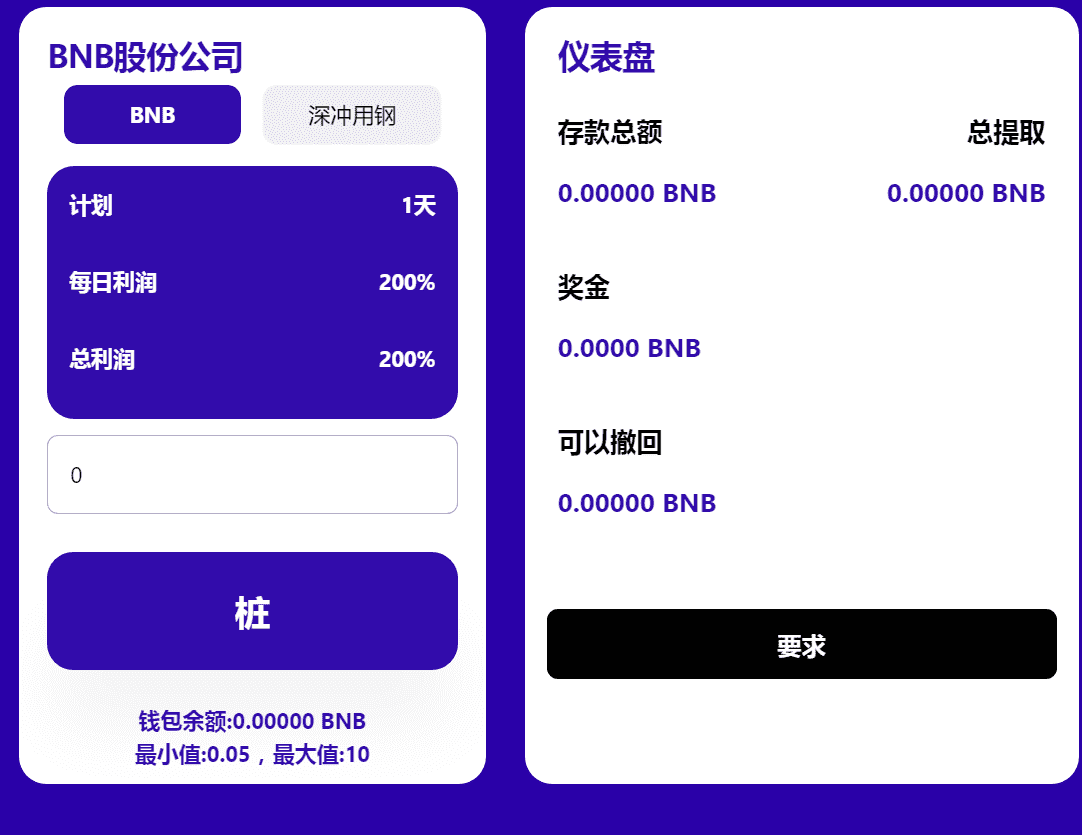 BNB股份公司
BNB
深冲用钢
计划 1天
每日利润 200%
总利润 200%
0
桩
钱包余额:0.00000 BNB
最小值:0.05，最大值:10
仪表盘
存款总额 总提取
0.00000 BNB 0.00000 BNB
奖金
0.0000 BNB
可以撤回
0.00000 BNB
要求